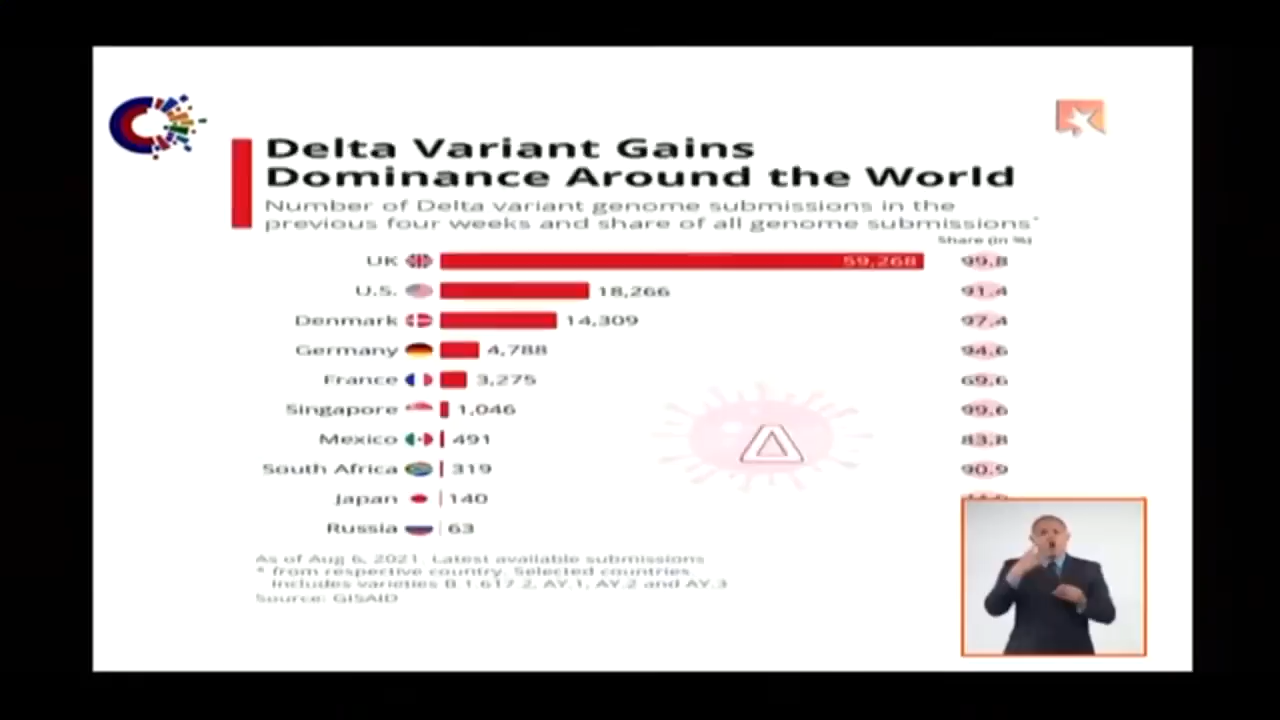 Delta Variant Gains
Dominance Around the World
Number of Delta variant genome submissions in the
previous four weeks and share of all genome submissions*
Share (in %)
UK 59,268 99.8
U.S. 18,266 91.4
Denmark 14,309 97.4
Germany 4,788 94.6
France 3,275 69.6
Singapore 1,046 99.6
Mexico 491 83.8
South Africa 319 90.9
Japan 140
Russia 63
As of Aug 6, 2021. Latest available submissions
* from respective country. Selected countries
Includes varieties B.1.617.2, AY.1, AY.2 and AY.3
Source: GISAID